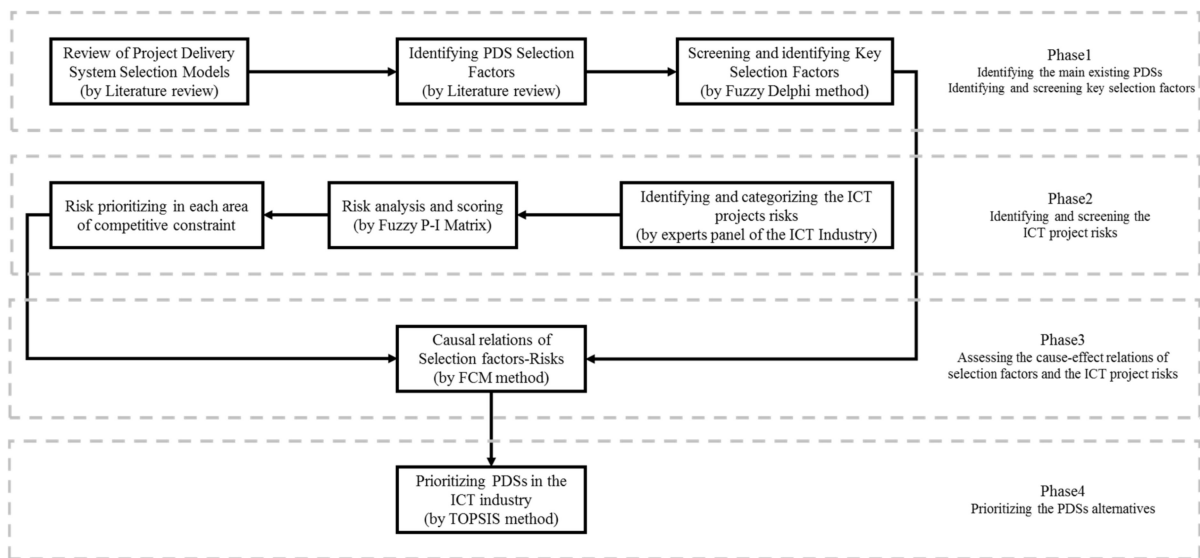 Review of Project Delivery
System Selection Models
(by Literature review)
Identifying PDS Selection
Factors
(by Literature review)
Screening and identifying Key
Selection Factors
(by Fuzzy Delphi method)
Phase1
Identifying the main existing PDSs
Identifying and screening key selection factors
Risk prioritizing in each area
of competitive constraint
Risk analysis and scoring
(by Fuzzy P-I Matrix)
Identifying and categorizing the ICT
projects risks
(by experts panel of the ICT Industry)
Phase2
Identifying and screening the
ICT project risks
Causal relations of
Selection factors-Risks
(by FCM method)
Phase3
Assessing the cause-effect relations of
selection factors and the ICT project risks
Prioritizing PDSs in the
ICT industry
(by TOPSIS method)
Phase4
Prioritizing the PDSs alternatives